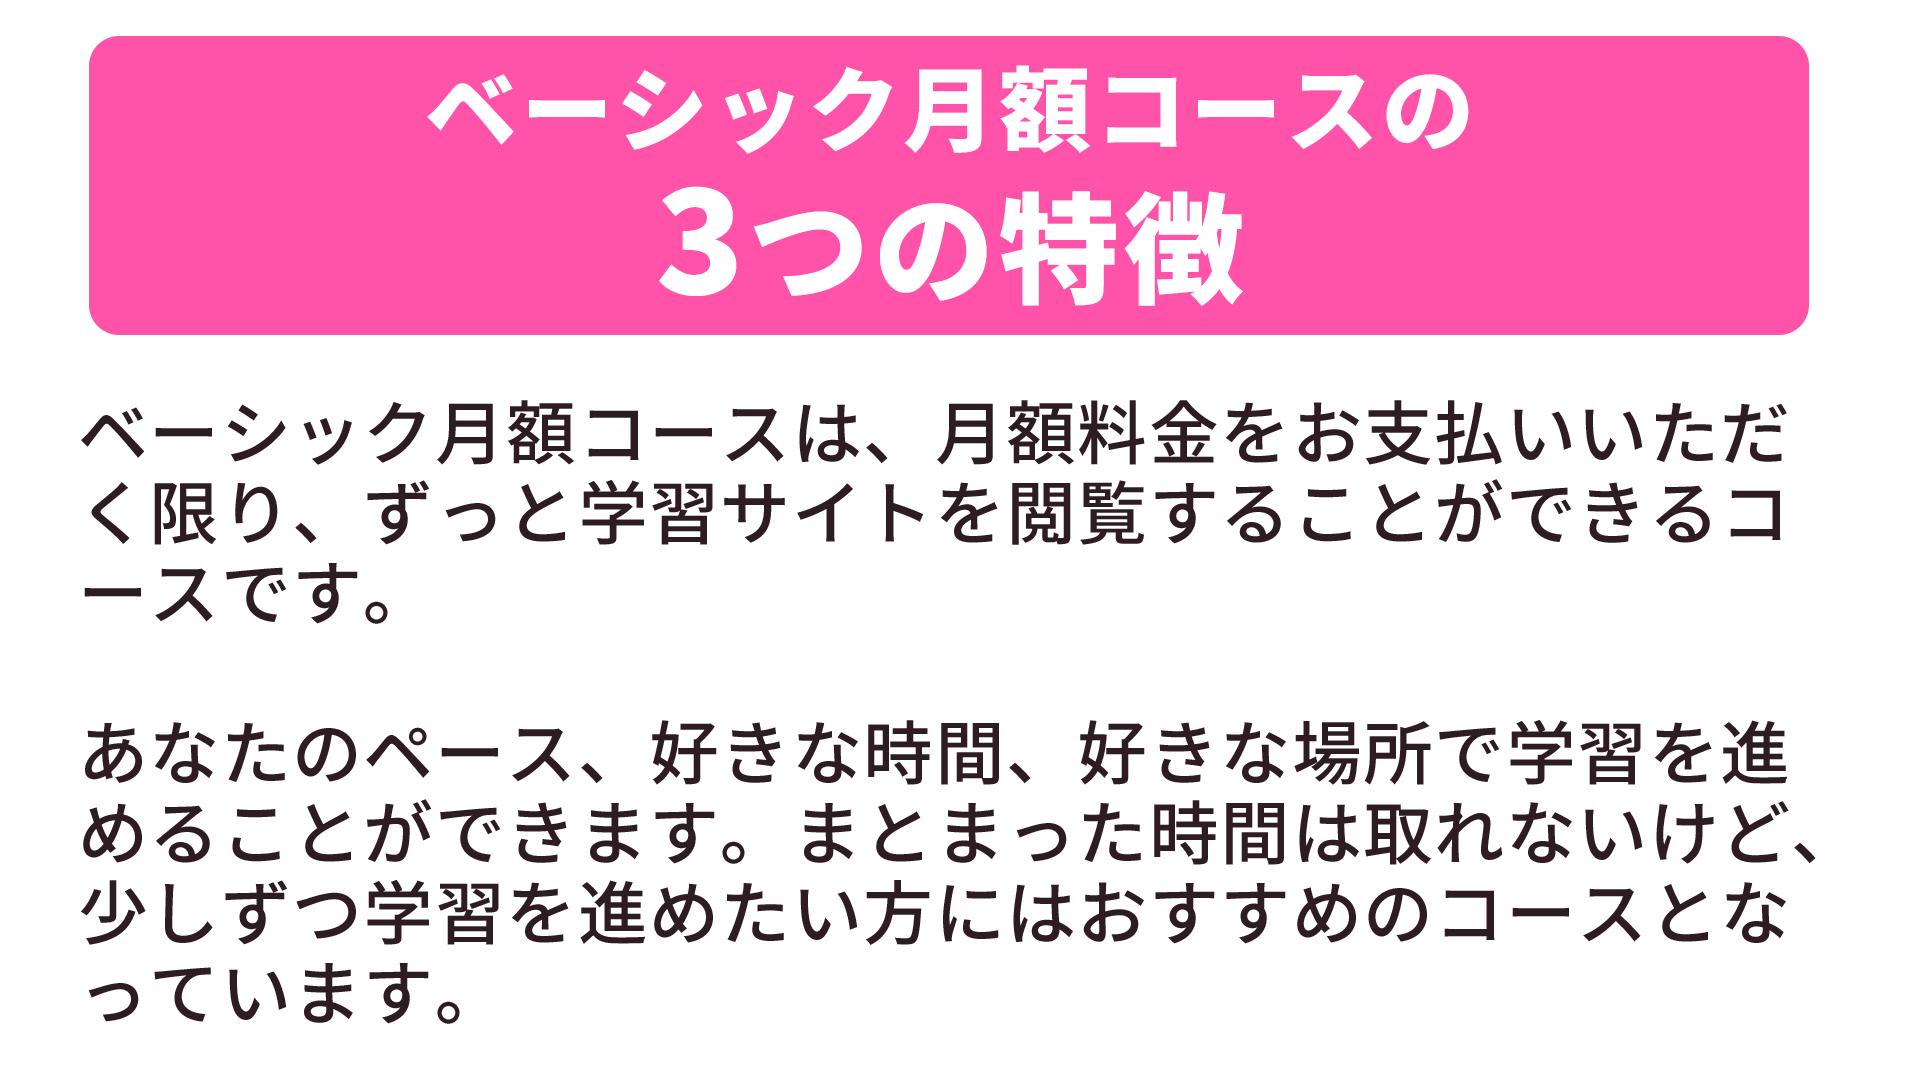 ベーシック月額コースの
3つの特徴
ベーシック月額コースは、月額料金をお支払いいただ
く限り、ずっと学習サイトを閲覧することができるコ
ースです。
あなたのペース、好きな時間、好きな場所で学習を進
めることができます。まとまった時間は取れないけど、
少しずつ学習を進めたい方にはおすすめのコースとな
っています。